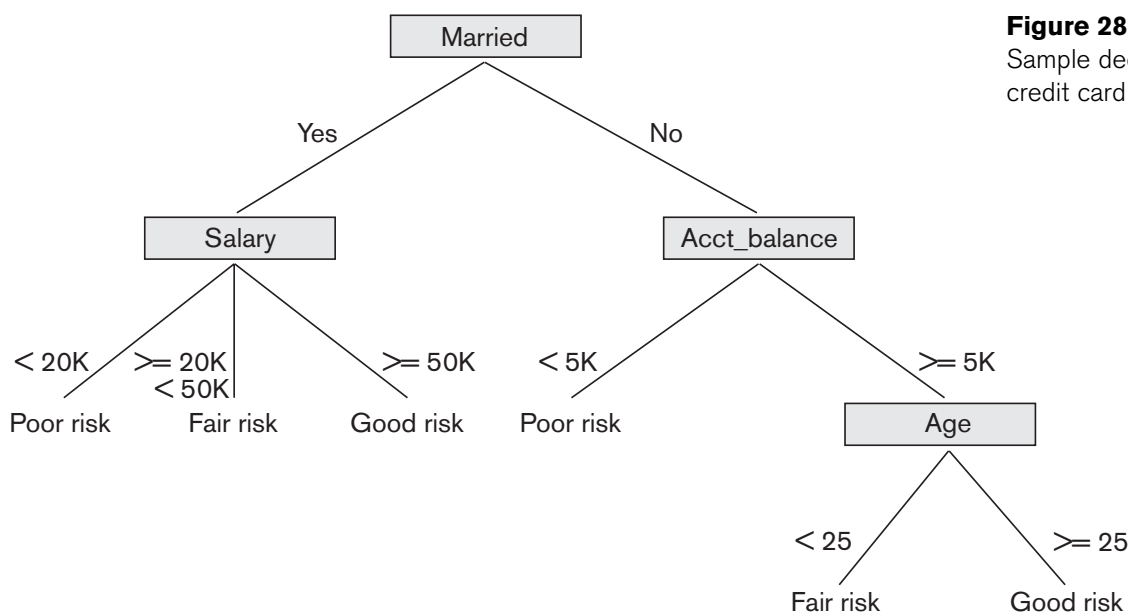 Figure 28
Sample dec
credit card
Married
Yes
No
Salary
Acct_balance
< 20K
>= 20K
< 50K
>= 50K
< 5K
>= 5K
Poor risk
Fair risk
Good risk
Poor risk
Age
< 25
>= 25
Fair risk
Good risk